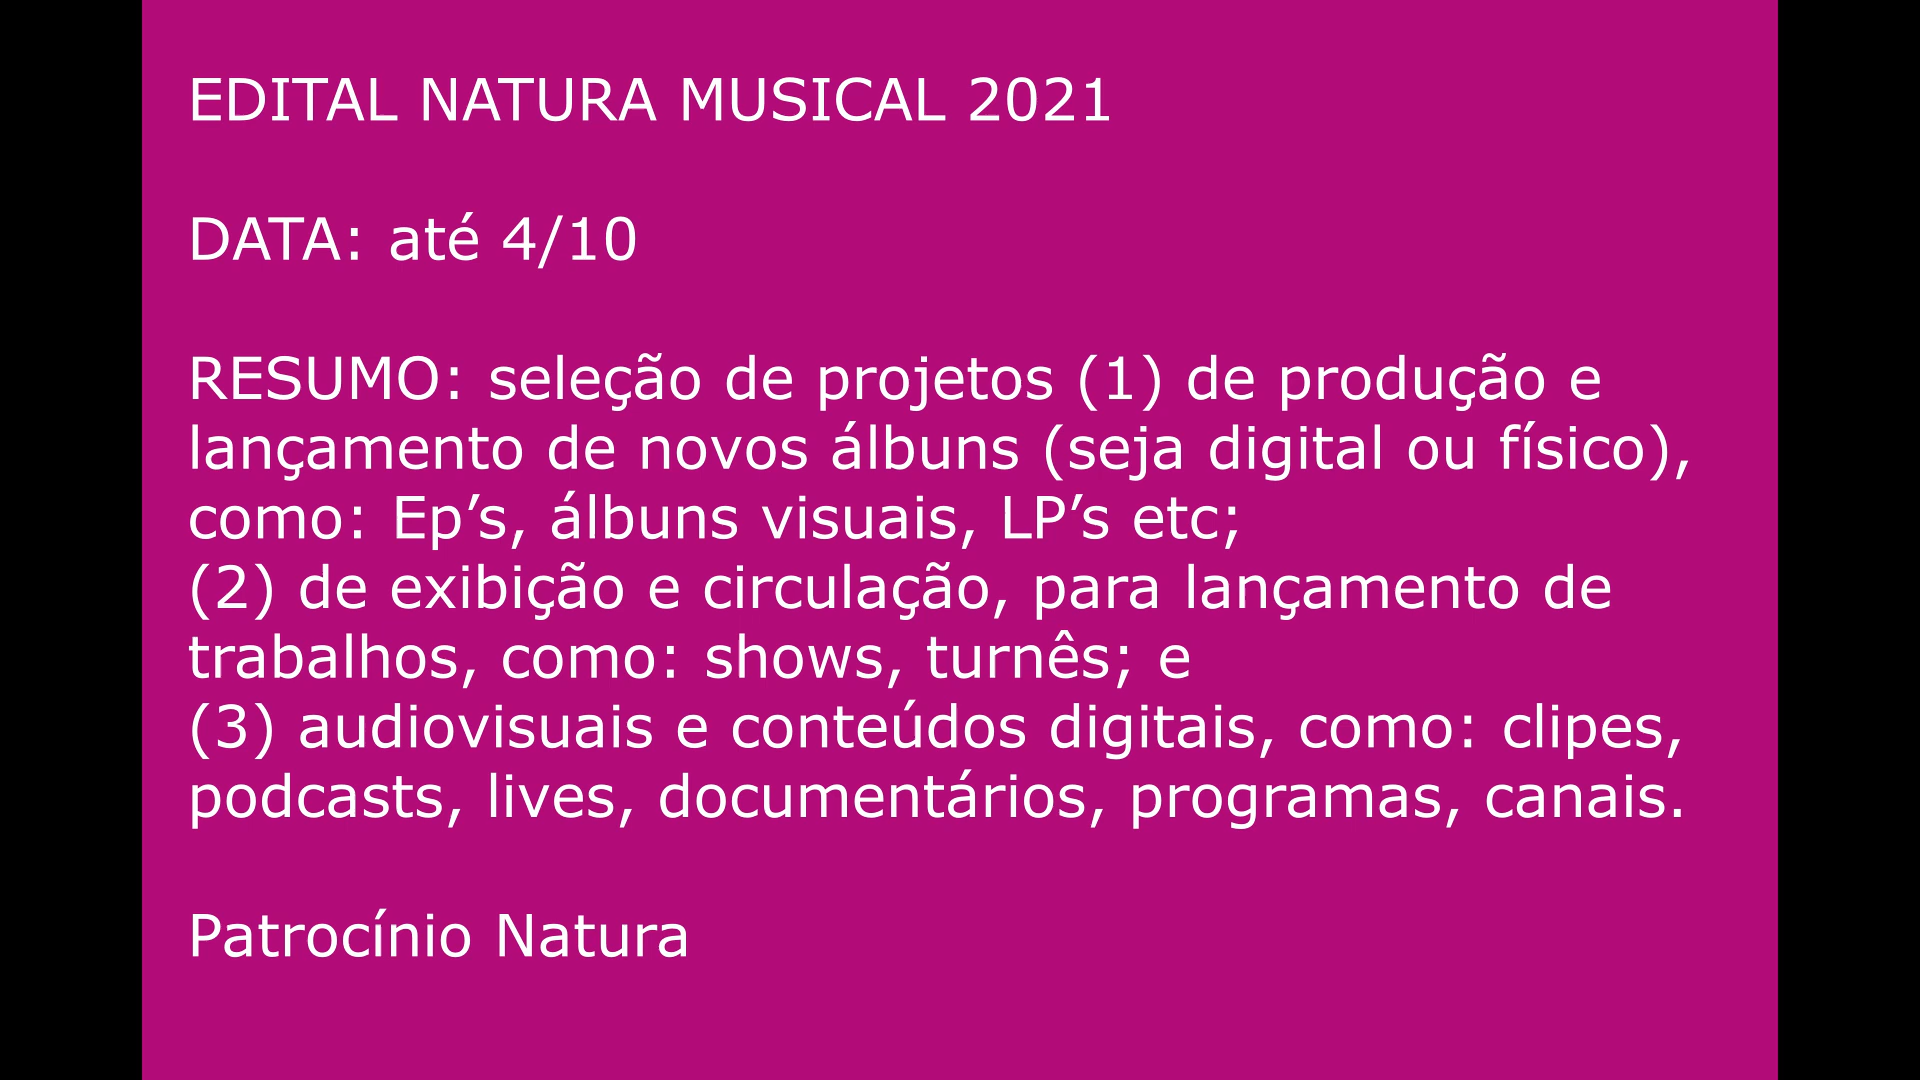 EDITAL NATURA MUSICAL 2021
DATA: até 4/10
RESUMO: seleção de projetos (1) de produção e
lançamento de novos álbuns (seja digital ou físico),
como: Ep’s, álbuns visuais, LP’s etc;
(2) de exibição e circulação, para lançamento de
trabalhos, como: shows, turnês; e
(3) audiovisuais e conteúdos digitais, como: clipes,
podcasts, lives, documentários, programas, canais.
Patrocínio Natura